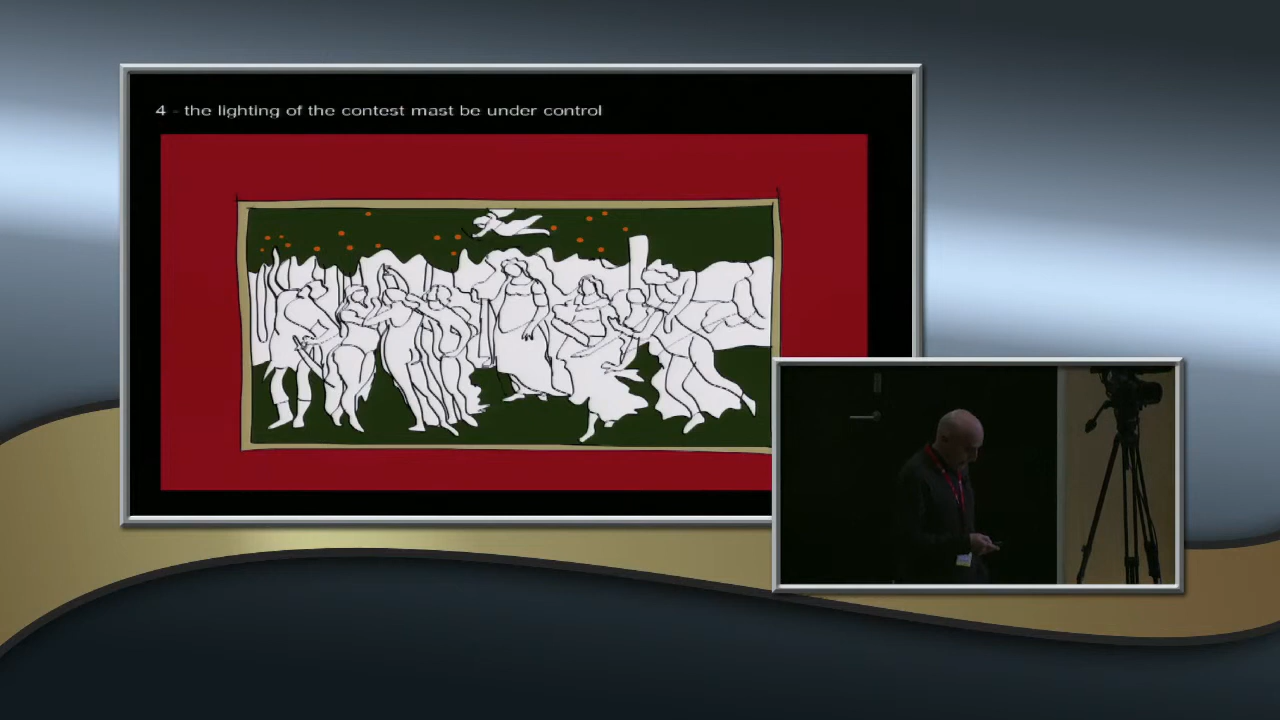 4 - the lighting of the contest mast be under control